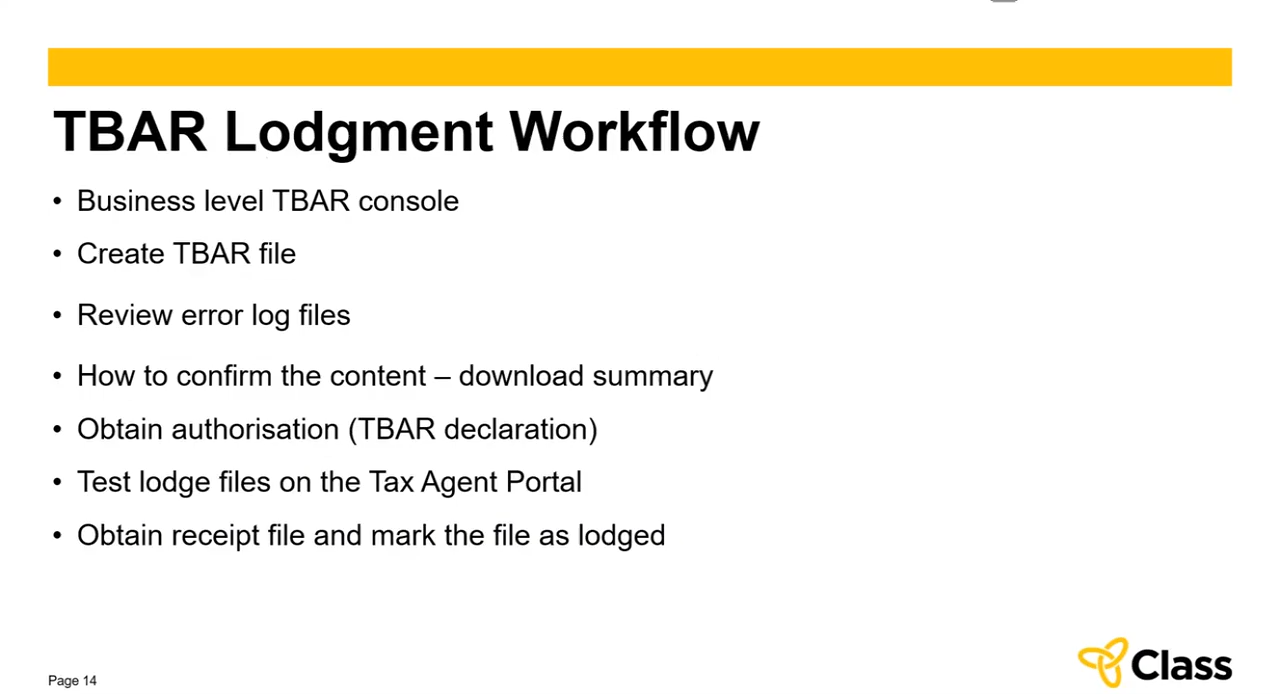 TBAR Lodgment Workflow
• Business level TBAR console
• Create TBAR file
• Review error log files
• How to confirm the content – download summary
• Obtain authorisation (TBAR declaration)
• Test lodge files on the Tax Agent Portal
• Obtain receipt file and mark the file as lodged
Page 14
Class